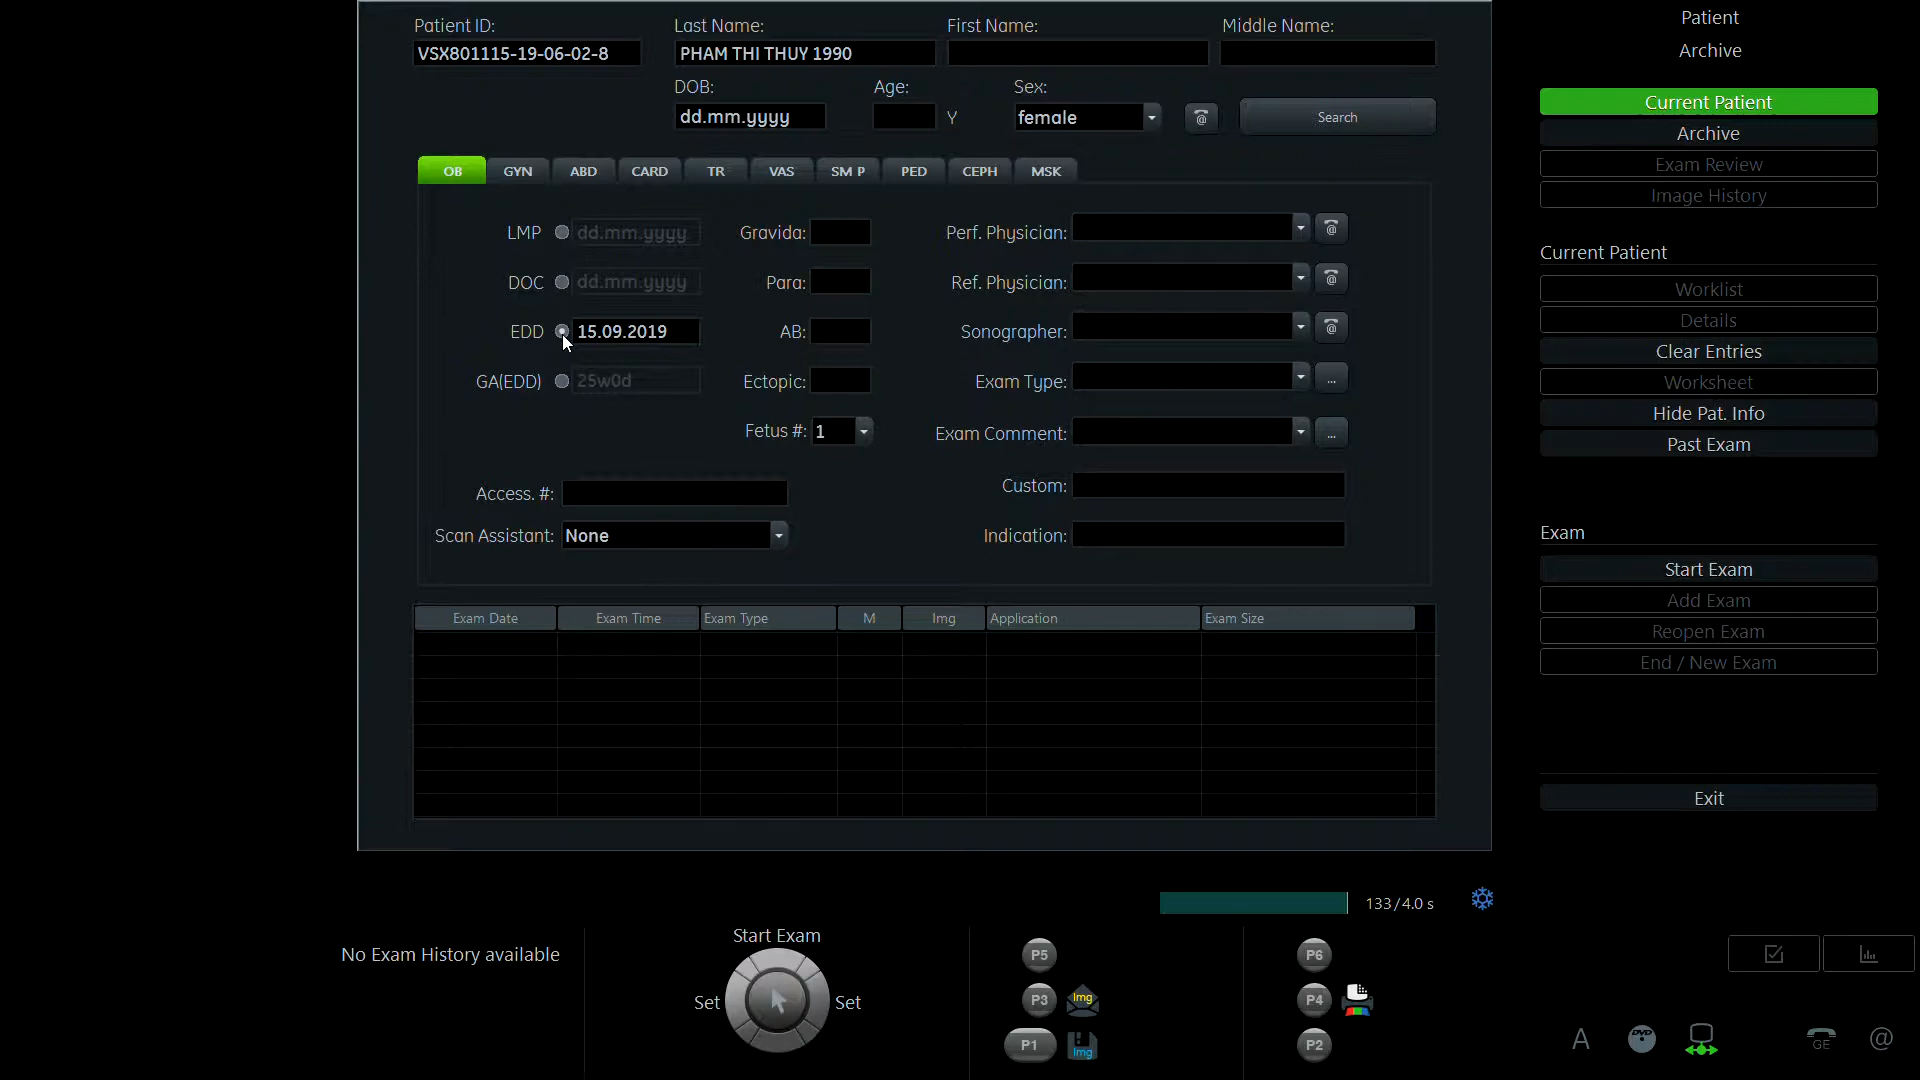 Patient ID: Last Name: First Name: Middle Name:
VSX801115-19-06-02-8 PHAM THI THUY 1990
DOB: Age: Sex:
dd.mm.yyyy Y female Search
OB GYN ABD CARD TR VAS SM P PED CEPH MSK
LMP dd.mm.yyyy Gravida: Perf. Physician:
DOC dd.mm.yyyy Para: Ref. Physician:
EDD 15.09.2019 AB: Sonographer:
GA(EDD) 25w0d Ectopic: Exam Type: ...
Fetus #: 1 Exam Comment: ...
Access. #: Custom:
Scan Assistant: None Indication:
Exam Date Exam Time Exam Type M Img Application Exam Size
133/4.0 s
No Exam History available
Start Exam
Set Set
P5
P3 Img
P1 Img
P6
P4
P2
Patient
Archive
Current Patient
Archive
Exam Review
Image History
Current Patient
Worklist
Details
Clear Entries
Worksheet
Hide Pat. Info
Past Exam
Exam
Start Exam
Add Exam
Reopen Exam
End / New Exam
Exit
A DVD GE @